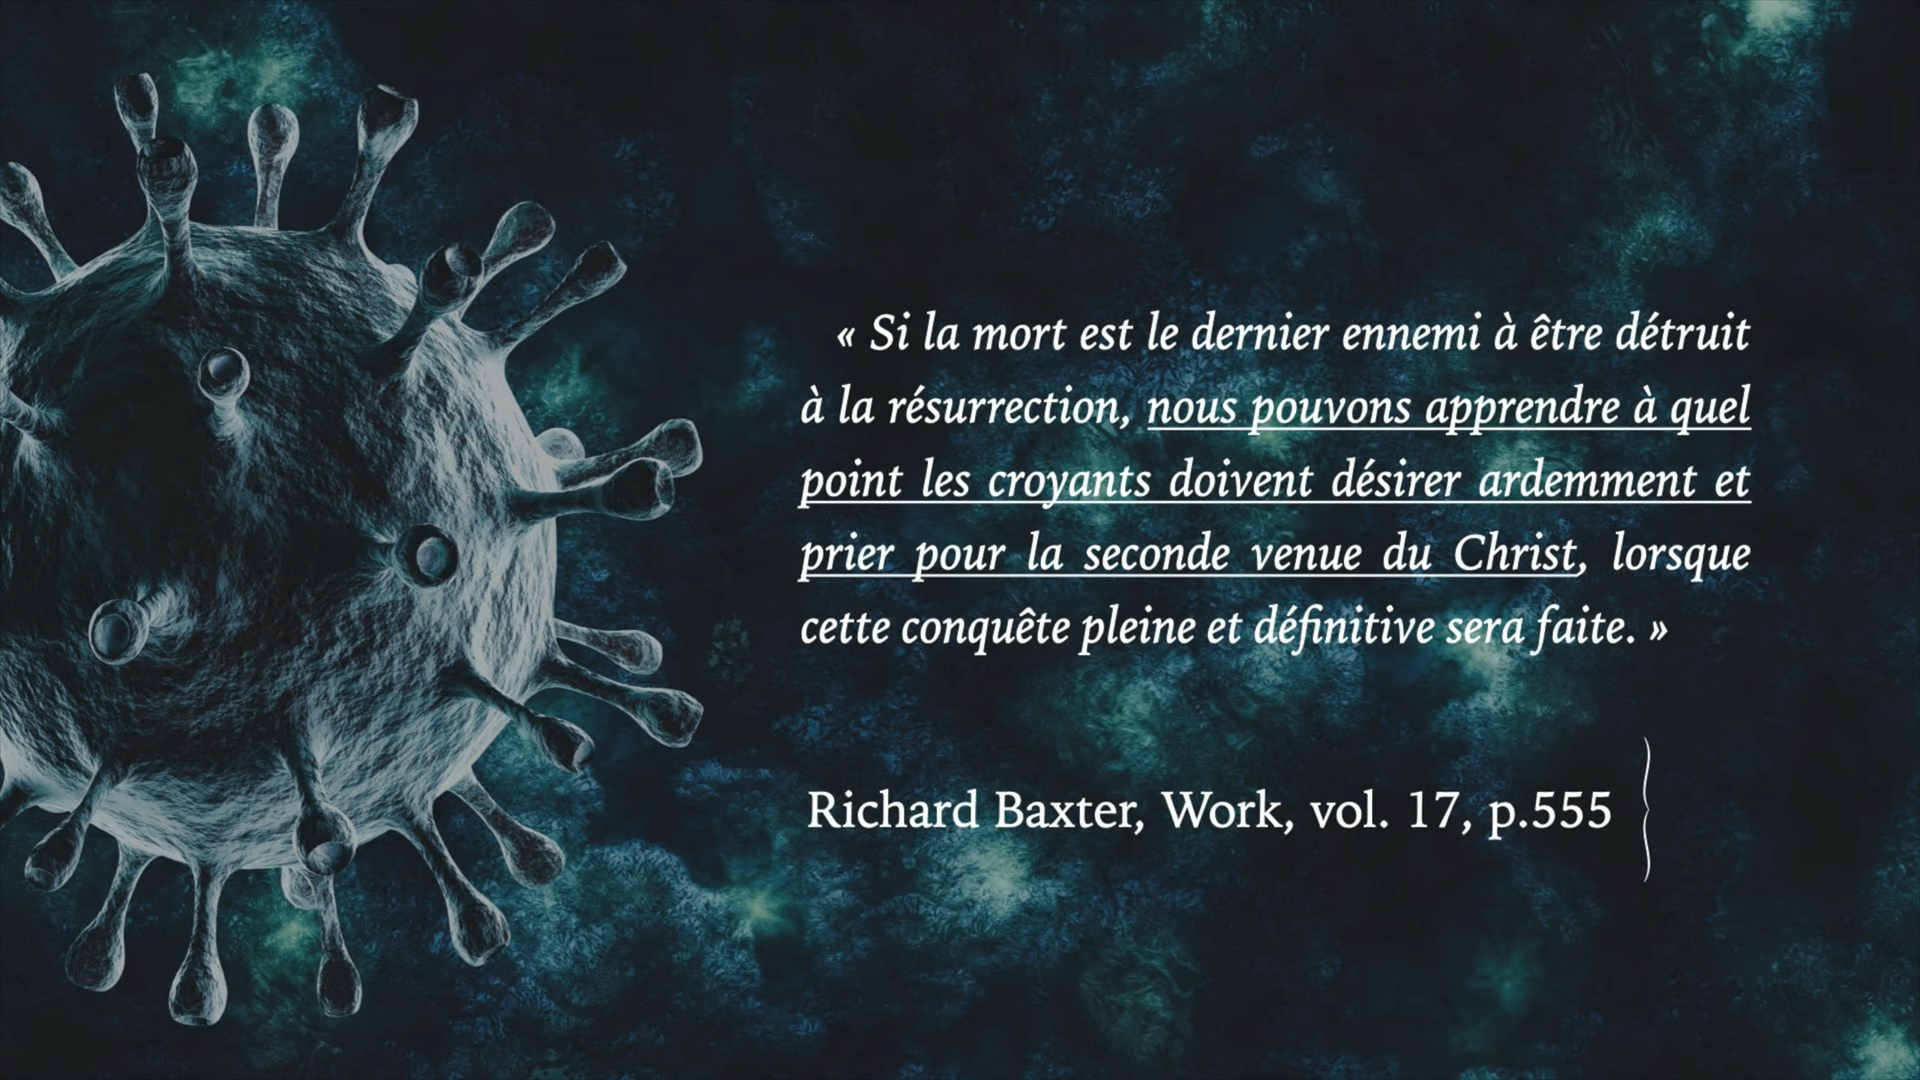 « Si la mort est le dernier ennemi à être détruit
à la résurrection, nous pouvons apprendre à quel
point les croyants doivent désirer ardemment et
prier pour la seconde venue du Christ, lorsque
cette conquête pleine et définitive sera faite. »
Richard Baxter, Work, vol. 17, p.555